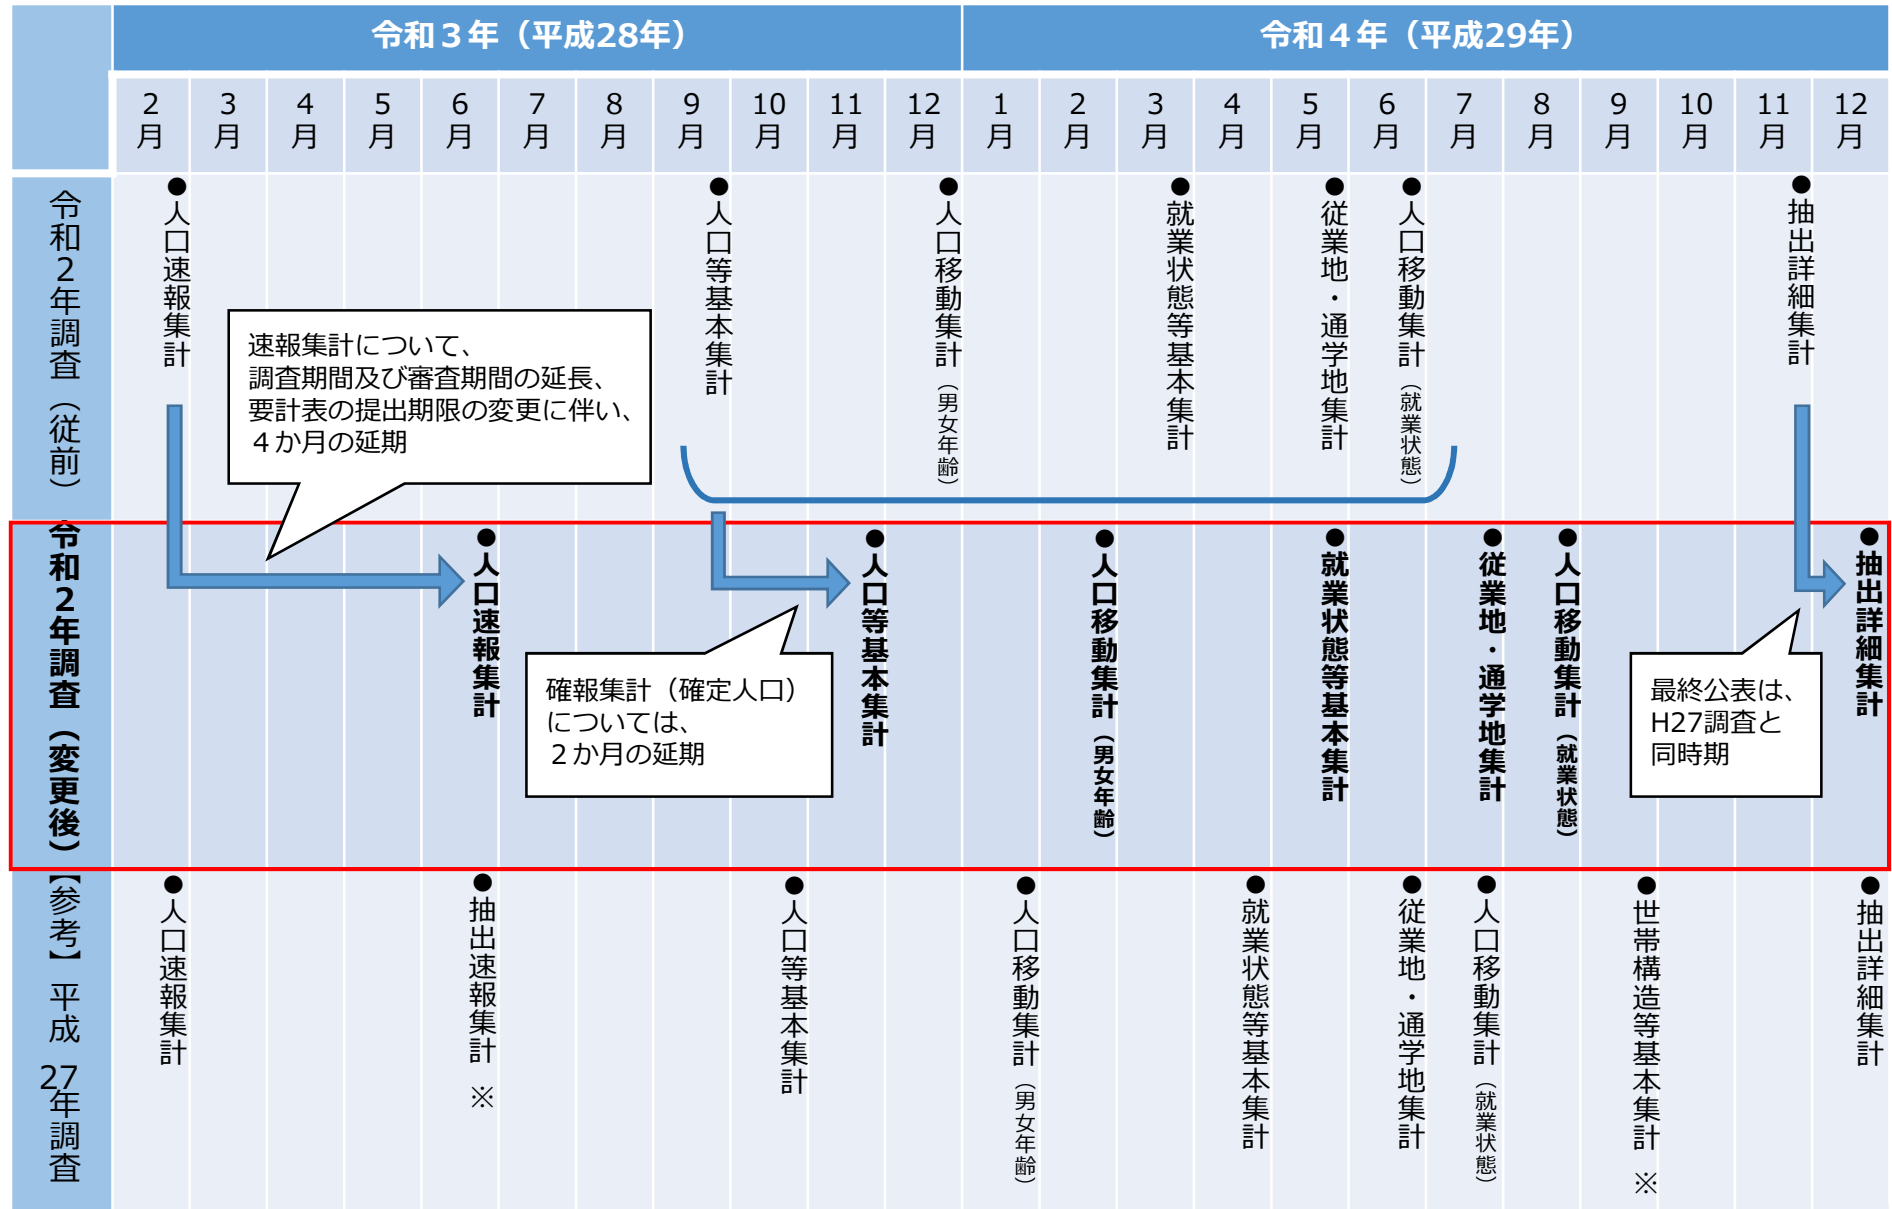 令和３年（平成28年）
令和４年（平成29年）
2月
3月
4月
5月
6月
7月
8月
9月
10月
11月
12月
1月
2月
3月
4月
5月
6月
7月
8月
9月
10月
11月
12月
令和２年調査（従前）
●人口速報集計
●人口等基本集計
●人口移動集計（男女年齢）
●就業状態等基本集計
●従業地・通学地集計
●人口移動集計（就業状態）
●抽出詳細集計
速報集計について、
調査期間及び審査期間の延長、
要計表の提出期限の変更に伴い、
４か月の延期
令和２年調査（変更後）
●人口速報集計
●人口等基本集計
●人口移動集計（男女年齢）
●就業状態等基本集計
●従業地・通学地集計
●人口移動集計（就業状態）
●抽出詳細集計
確報集計（確定人口）
については、
２か月の延期
最終公表は、
H27調査と
同時期
【参考】平成27年調査
●人口速報集計
●抽出速報集計 ※
●人口等基本集計
●人口移動集計（男女年齢）
●就業状態等基本集計
●従業地・通学地集計
●人口移動集計（就業状態）
●世帯構造等基本集計 ※
●抽出詳細集計